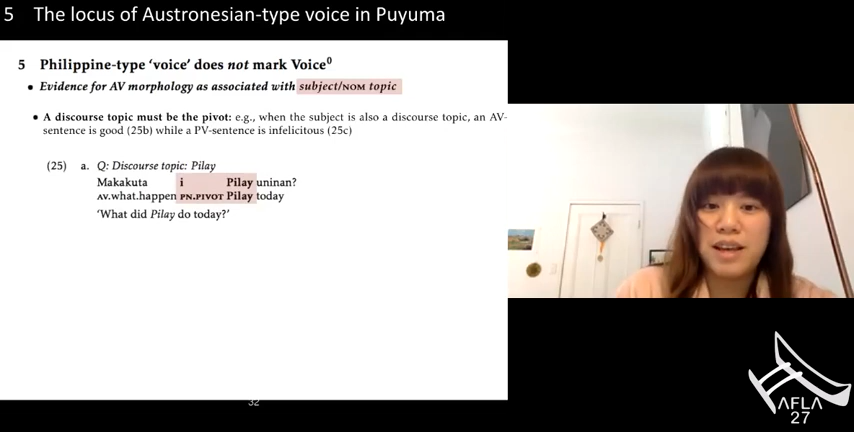 5 The locus of Austronesian-type voice in Puyuma
5 Philippine-type ‘voice’ does not mark Voice⁰
• Evidence for AV morphology as associated with subject/NOM topic
• A discourse topic must be the pivot: e.g., when the subject is also a discourse topic, an AV-
sentence is good (25b) while a PV-sentence is infelicitous (25c)
(25) a. Q: Discourse topic: Pilay
Makakuta i Pilay uninan?
AV.what.happen PN.PIVOT Pilay today
‘What did Pilay do today?’
32
AFLA
27